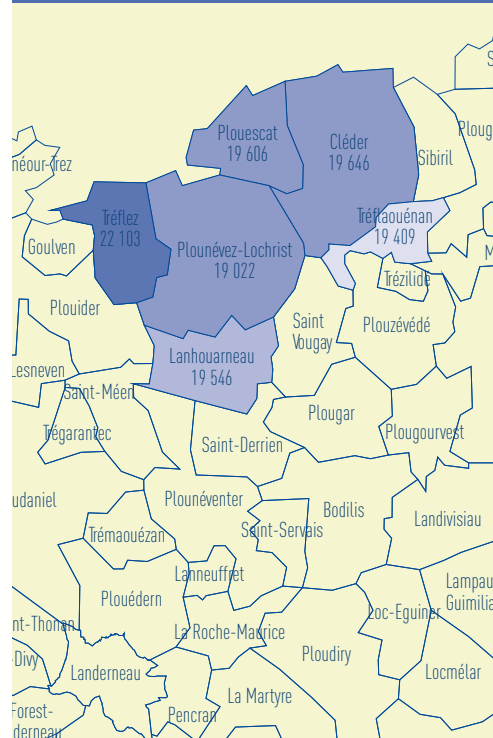 S
Plouescat
19 606
Cléder
19 646
Sibiril
Ploug
néour-Trez
Tréflez
22 103
Goulven
Plounévez-Lochrist
19 022
Tréflaouénan
19 409
M
Trézilidé
Plouider
Saint
Vougay
Plouzévédé
Lanhouarneau
19 546
Lesneven
Saint-Méen
Plougar
Trégarantec
Plougourvest
Saint-Derrien
udaniel
Plounéventer
Bodilis
Landivisiau
Saint-Servais
Trémaouézan
Lanneuffret
Plouédern
Lampau
Guimilia
Loc-Eguiner
nt-Thonan
La Roche-Maurice
Divy
Ploudiry
Landerneau
Locmélar
La Martyre
Forest-
derneau
Pencran